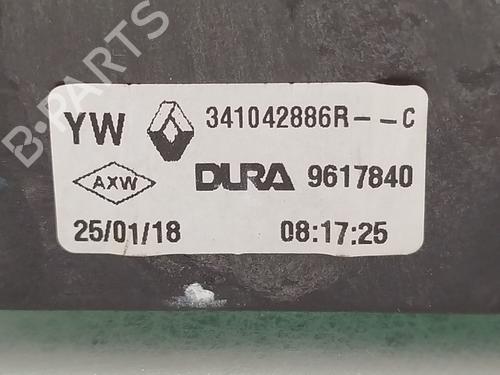 YW 341042886R--C
AXW DURA 9617840
25/01/18 08:17:25
B-PARTS